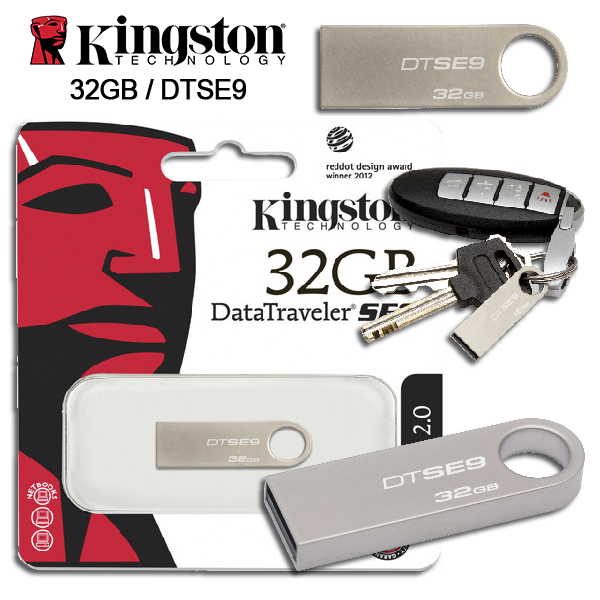 Kingston
TECHNOLOGY
32GB / DTSE9
DTSE9
32GB
reddot design award
winner 2012
Kingston
TECHNOLOGY
32GB
DataTraveler® SE9
DTSE9
DTSE9
32GB
2.0
NETBOOKS
DTSE9
32GB